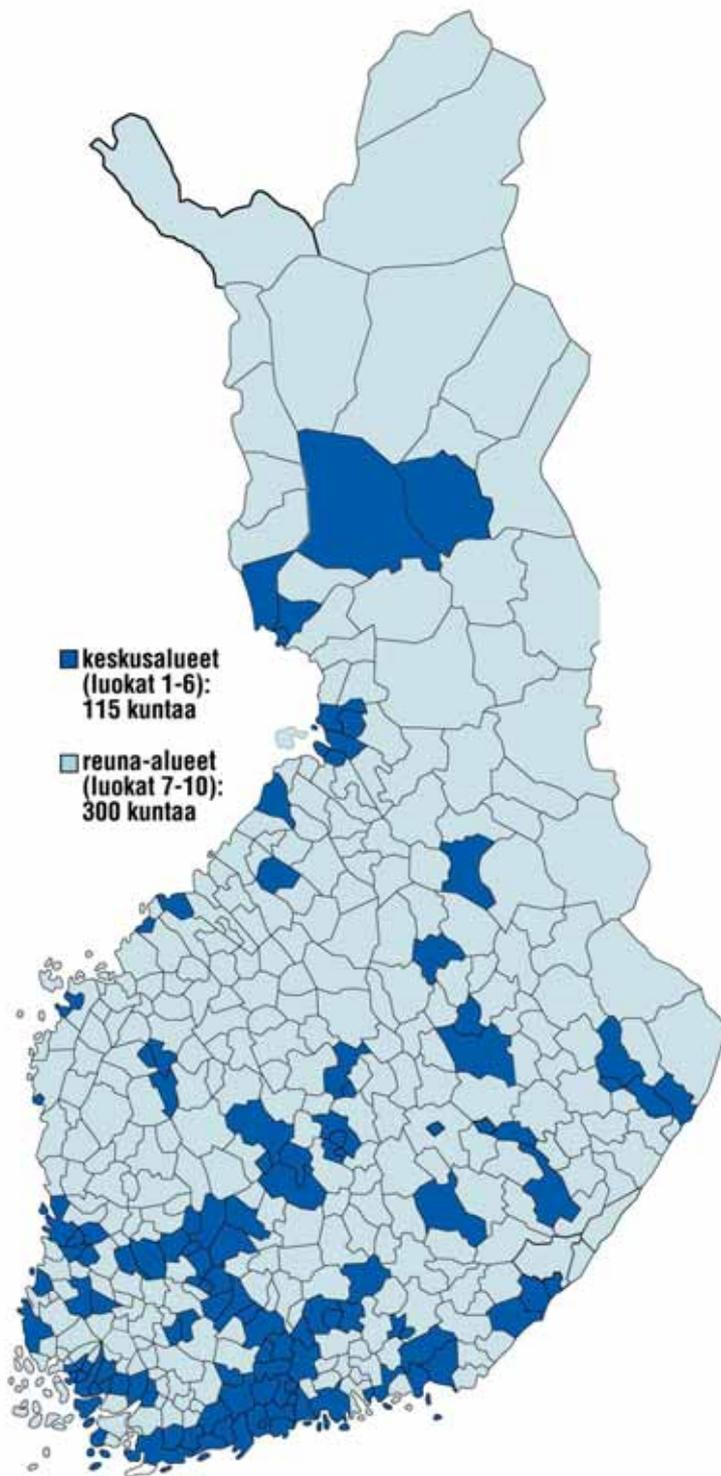 keskusalueet
(luokat 1-6):
115 kuntaa
reuna-alueet
(luokat 7-10):
300 kuntaa